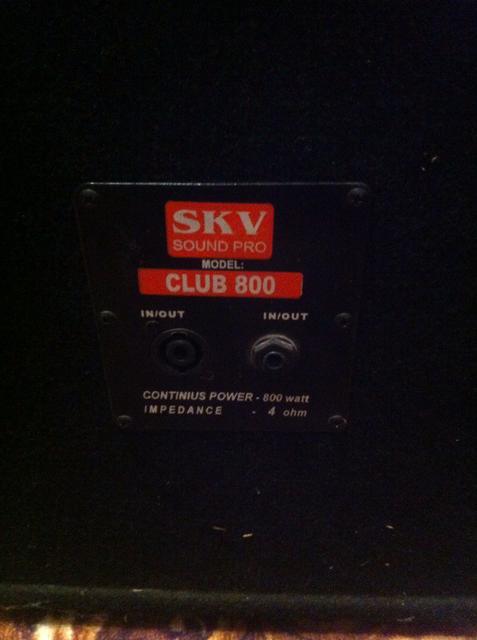 SKV
SOUND PRO
MODEL:
CLUB 800
IN/OUT IN/OUT
CONTINIUS POWER - 800 watt
IMPEDANCE - 4 ohm